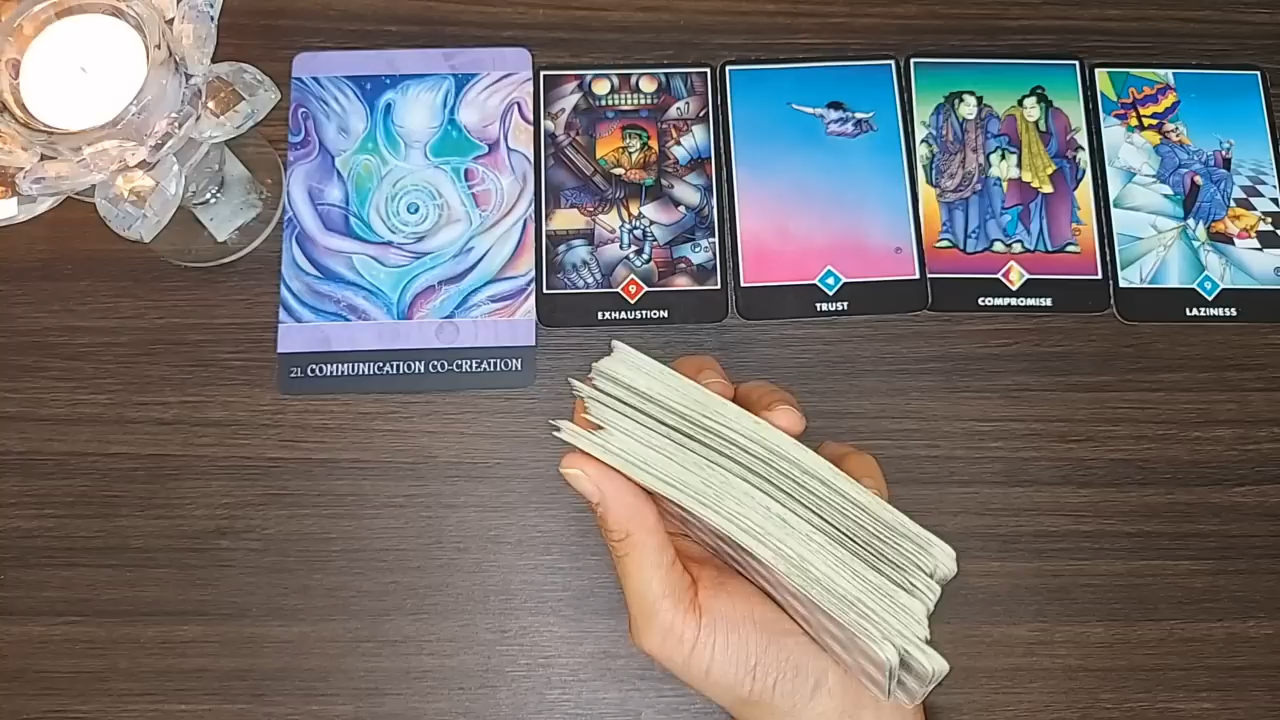 21. COMMUNICATION CO-CREATION
9
EXHAUSTION
TRUST
COMPROMISE
9
LAZINESS